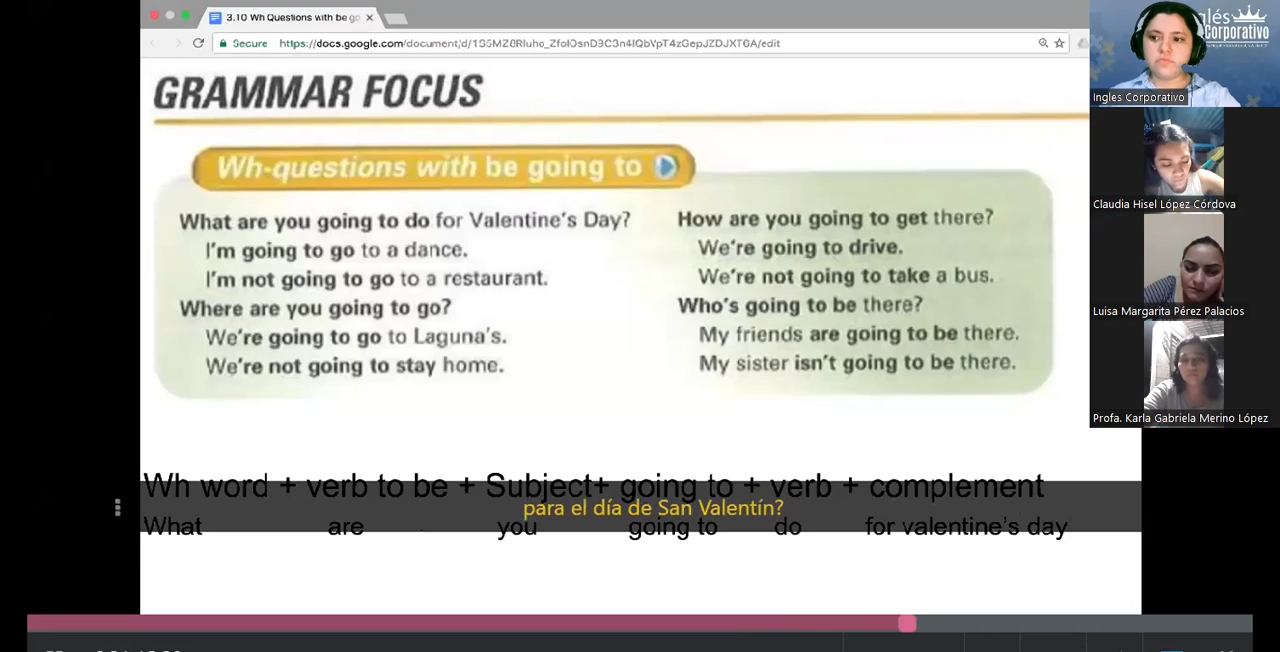 3.10 Wh Questions with be go
Secure
https://docs.google.com/document/d/
/edit
GRAMMAR FOCUS
Wh-questions with be going to
What are you going to do for Valentine's Day?
I'm going to go to a dance.
I'm not going to go to a restaurant.
Where are you going to go?
We're going to go to Laguna's.
We're not going to stay home.
How are you going to get there?
We're going to drive.
We're not going to take a bus.
Who's going to be there?
My friends are going to be there.
My sister isn't going to be there.
Wh word + verb to be + Subject+ going to + verb + complement
para el día de San Valentín?
What are you going to do for valentine's day
Corporativo
Ingles Corporativo
Claudia Hisel López Córdova
Luisa Margarita Pérez Palacios
Profa. Karla Gabriela Merino López